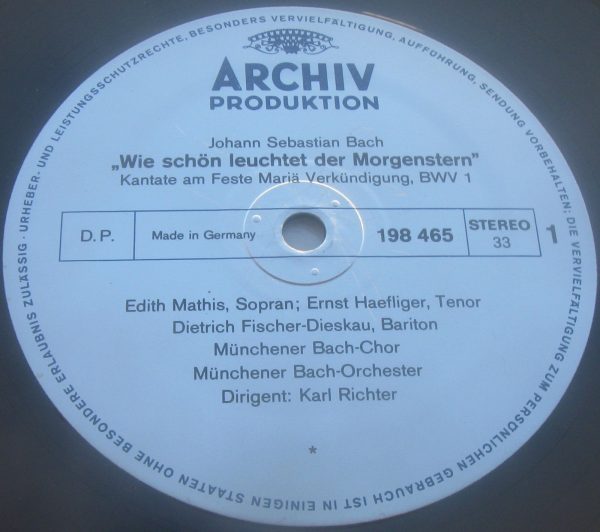 ARCHIV
PRODUKTION
Johann Sebastian Bach
„Wie schön leuchtet der Morgenstern”
Kantate am Feste Mariä Verkündigung, BWV 1
D. P. Made in Germany 198 465 STEREO 33 1
Edith Mathis, Sopran; Ernst Haefliger, Tenor
Dietrich Fischer-Dieskau, Bariton
Münchener Bach-Chor
Münchener Bach-Orchester
Dirigent: Karl Richter
*
URHEBER- UND LEISTUNGSSCHUTZRECHTE, BESONDERS VERVIELFÄLTIGUNG, AUFFÜHRUNG, SENDUNG VORBEHALTEN; DIE VERVIELFÄLTIGUNG ZUM PERSÖNLICHEN GEBRAUCH IST IN EINIGEN STAATEN OHNE BESONDERE ERLAUBNIS ZULÄSSIG ·